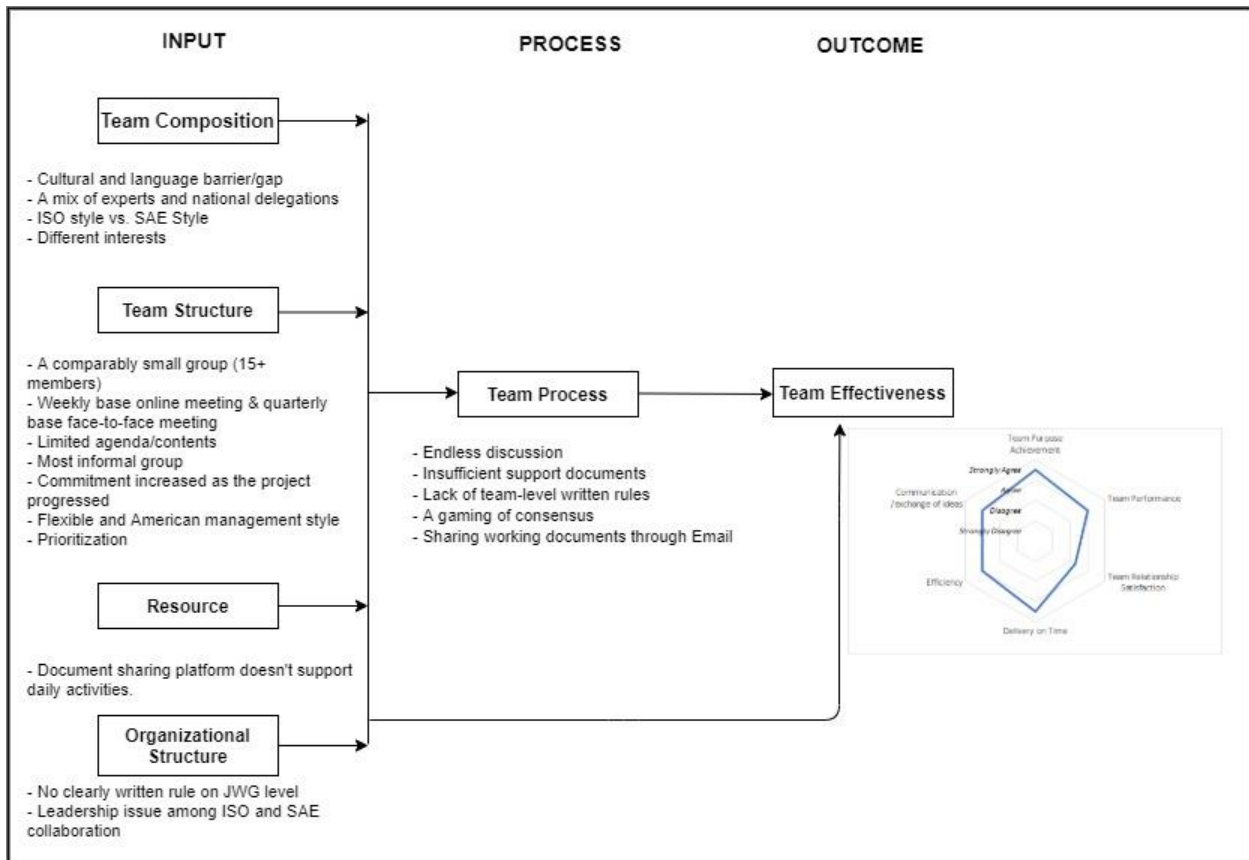 INPUT
PROCESS
OUTCOME
Team Composition
- Cultural and language barrier/gap
- A mix of experts and national delegations
- ISO style vs. SAE Style
- Different interests
Team Structure
- A comparably small group (15+
members)
- Weekly base online meeting & quarterly
base face-to-face meeting
- Limited agenda/contents
- Most informal group
- Commitment increased as the project
progressed
- Flexible and American management style
- Prioritization
Resource
- Document sharing platform doesn't support
daily activities.
Organizational
Structure
- No clearly written rule on JWG level
- Leadership issue among ISO and SAE
collaboration
Team Process
- Endless discussion
- Insufficient support documents
- Lack of team-level written rules
- A gaming of consensus
- Sharing working documents through Email
Team Effectiveness
Team Purpose
Achievement
Strongly Agree
Agree
Disagree
Strongly Disagree
Communication
/exchange of ideas
Team Performance
Efficiency
Team Relationship
Satisfaction
Delivery on Time